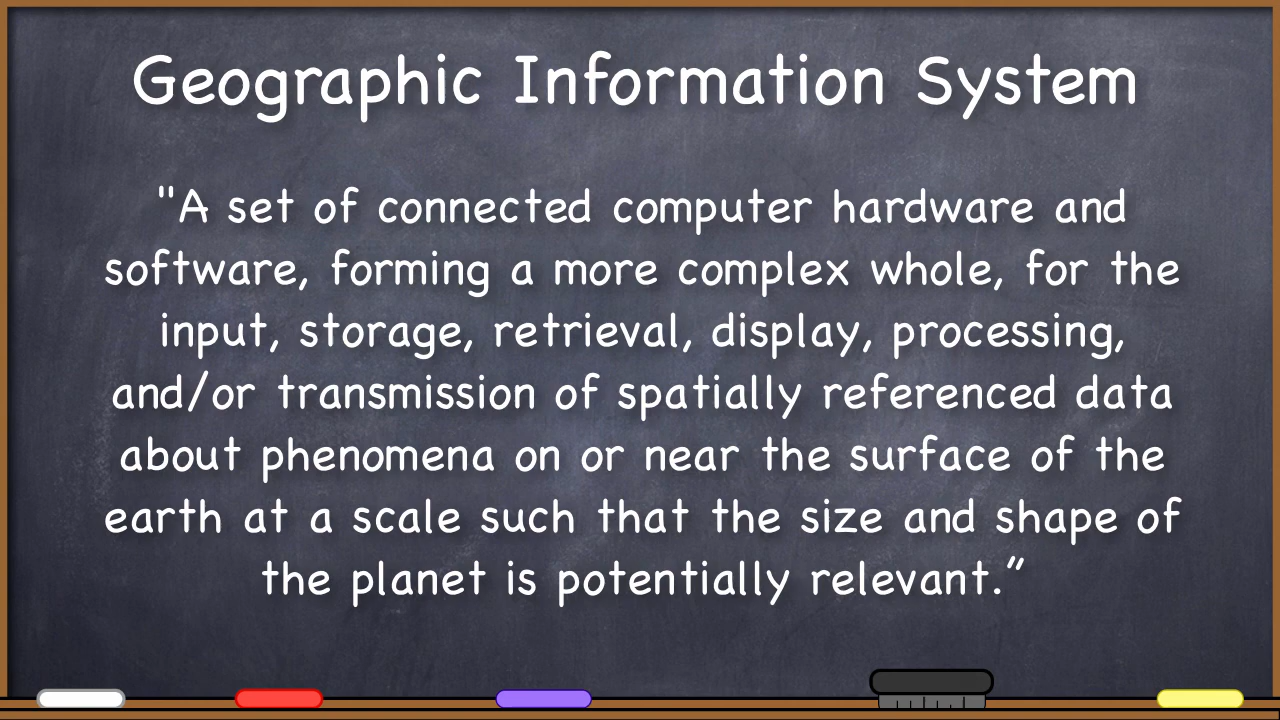 Geographic Information System
"A set of connected computer hardware and
software, forming a more complex whole, for the
input, storage, retrieval, display, processing,
and/or transmission of spatially referenced data
about phenomena on or near the surface of the
earth at a scale such that the size and shape of
the planet is potentially relevant.”